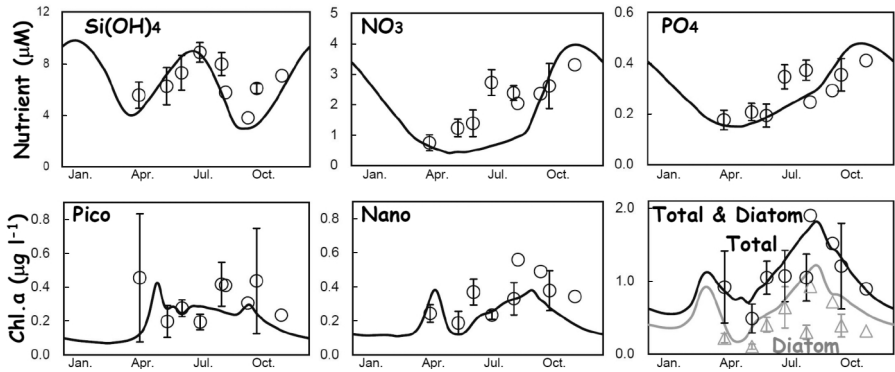 Si(OH)4
NO3
PO4
Nutrient (μM)
12
8
4
0
5
4
3
2
1
0
0.6
0.4
0.2
0.0
Jan. Apr. Jul. Oct.
Jan. Apr. Jul. Oct.
Jan. Apr. Jul. Oct.
Pico
Nano
Total & Diatom
Total
Diatom
Chl.a (μg l-1)
0.8
0.6
0.4
0.2
0.0
0.8
0.6
0.4
0.2
0.0
2.0
1.0
0.0
Jan. Apr. Jul. Oct.
Jan. Apr. Jul. Oct.
Jan. Apr. Jul. Oct.